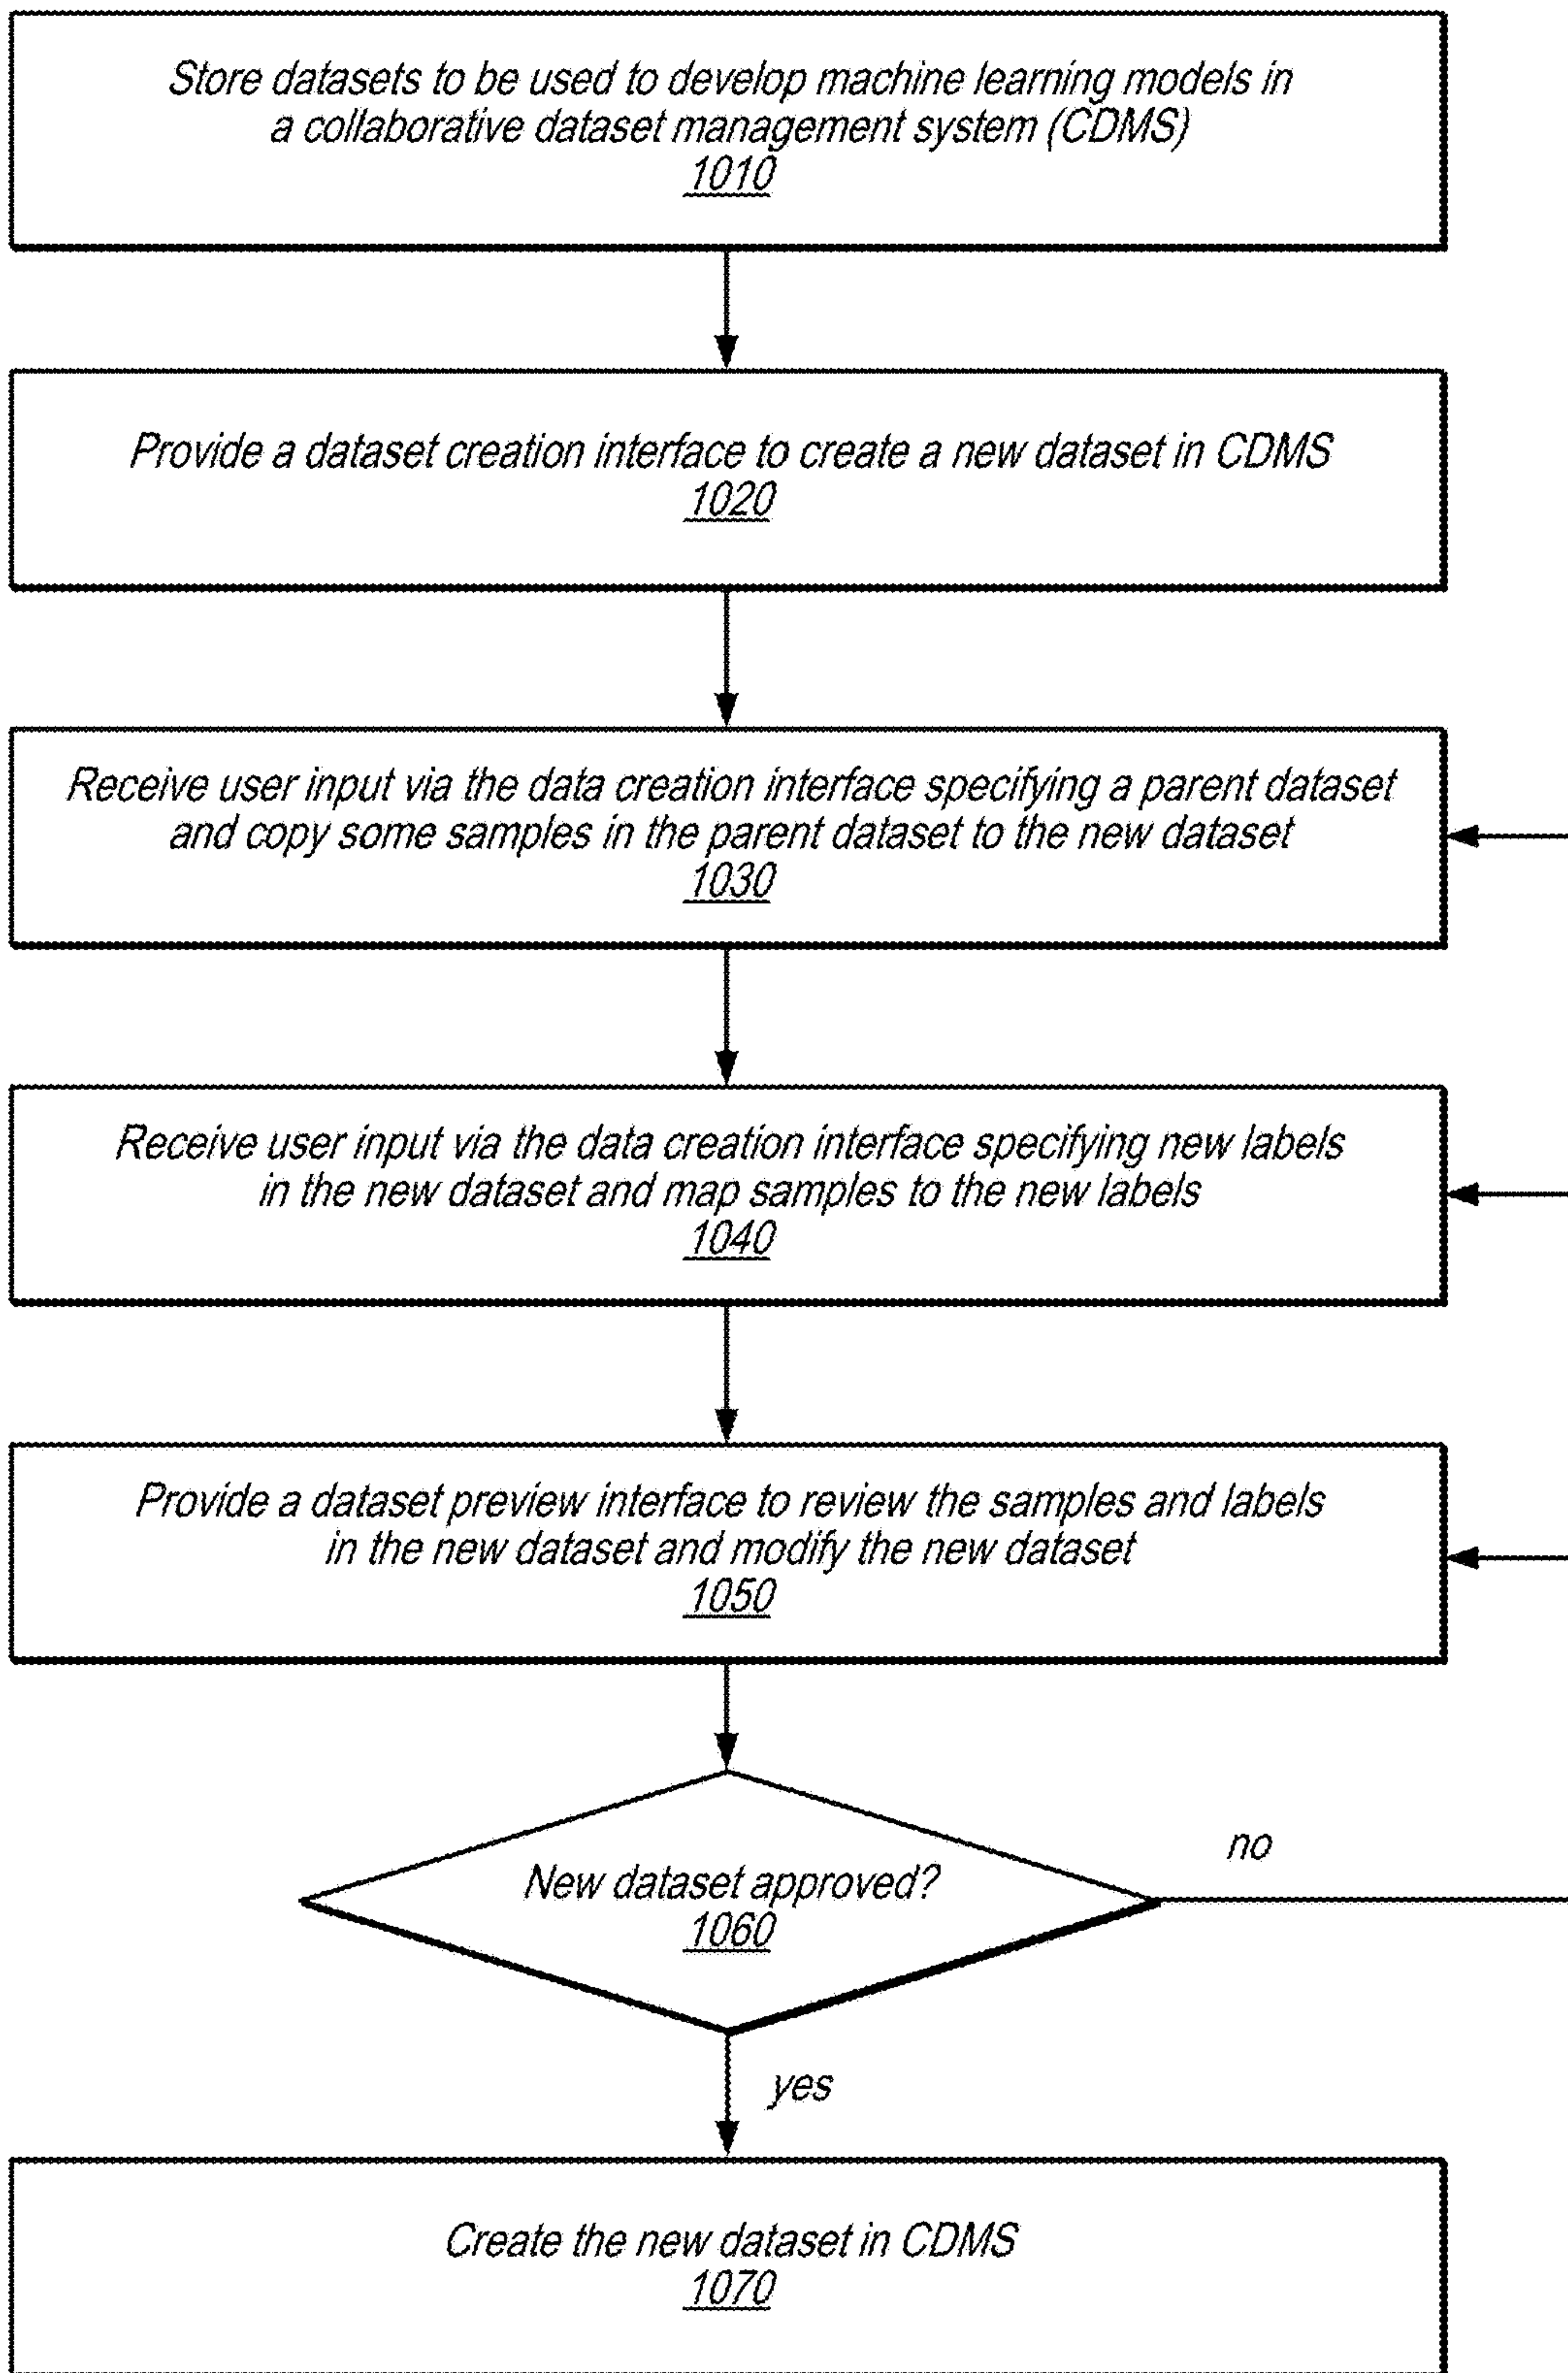 Store datasets to be used to develop machine learning models in
a collaborative dataset management system (CDMS)
1010
Provide a dataset creation interface to create a new dataset in CDMS
1020
Receive user input via the data creation interface specifying a parent dataset
and copy some samples in the parent dataset to the new dataset
1030
Receive user input via the data creation interface specifying new labels
in the new dataset and map samples to the new labels
1040
Provide a dataset preview interface to review the samples and labels
in the new dataset and modify the new dataset
1050
no
New dataset approved?
1060
yes
Create the new dataset in CDMS
1070